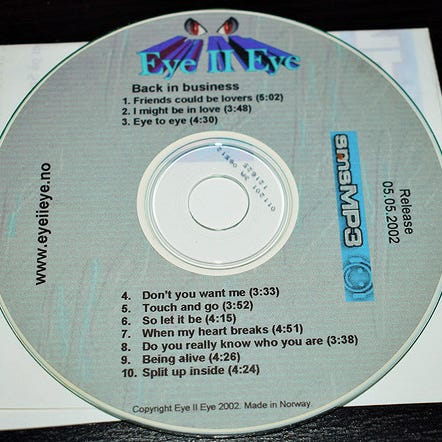 Eye II Eye
Back in business
1. Friends could be lovers (5:02)
2. I might be in love (3:48)
3. Eye to eye (4:30)
www.eyeiieye.no
smsMP3
Release
05.05.2002
4. Don't you want me (3:33)
5. Touch and go (3:52)
6. So let it be (4:15)
7. When my heart breaks (4:51)
8. Do you really know who you are (3:38)
9. Being alive (4:26)
10. Split up inside (4:24)
Copyright Eye II Eye 2002. Made in Norway.